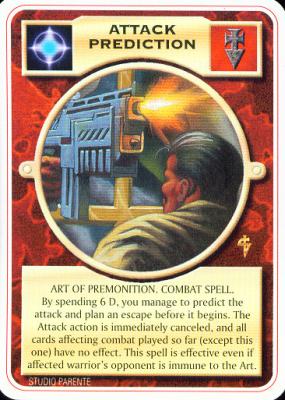 ATTACK
PREDICTION
ART OF PREMONITION. COMBAT SPELL.
By spending 6 D, you manage to predict the
attack and plan an escape before it begins. The
Attack action is immediately canceled, and all
cards affecting combat played so far (except this
one) have no effect. This spell is effective even if
affected warrior's opponent is immune to the Art.
STUDIO PARENTE